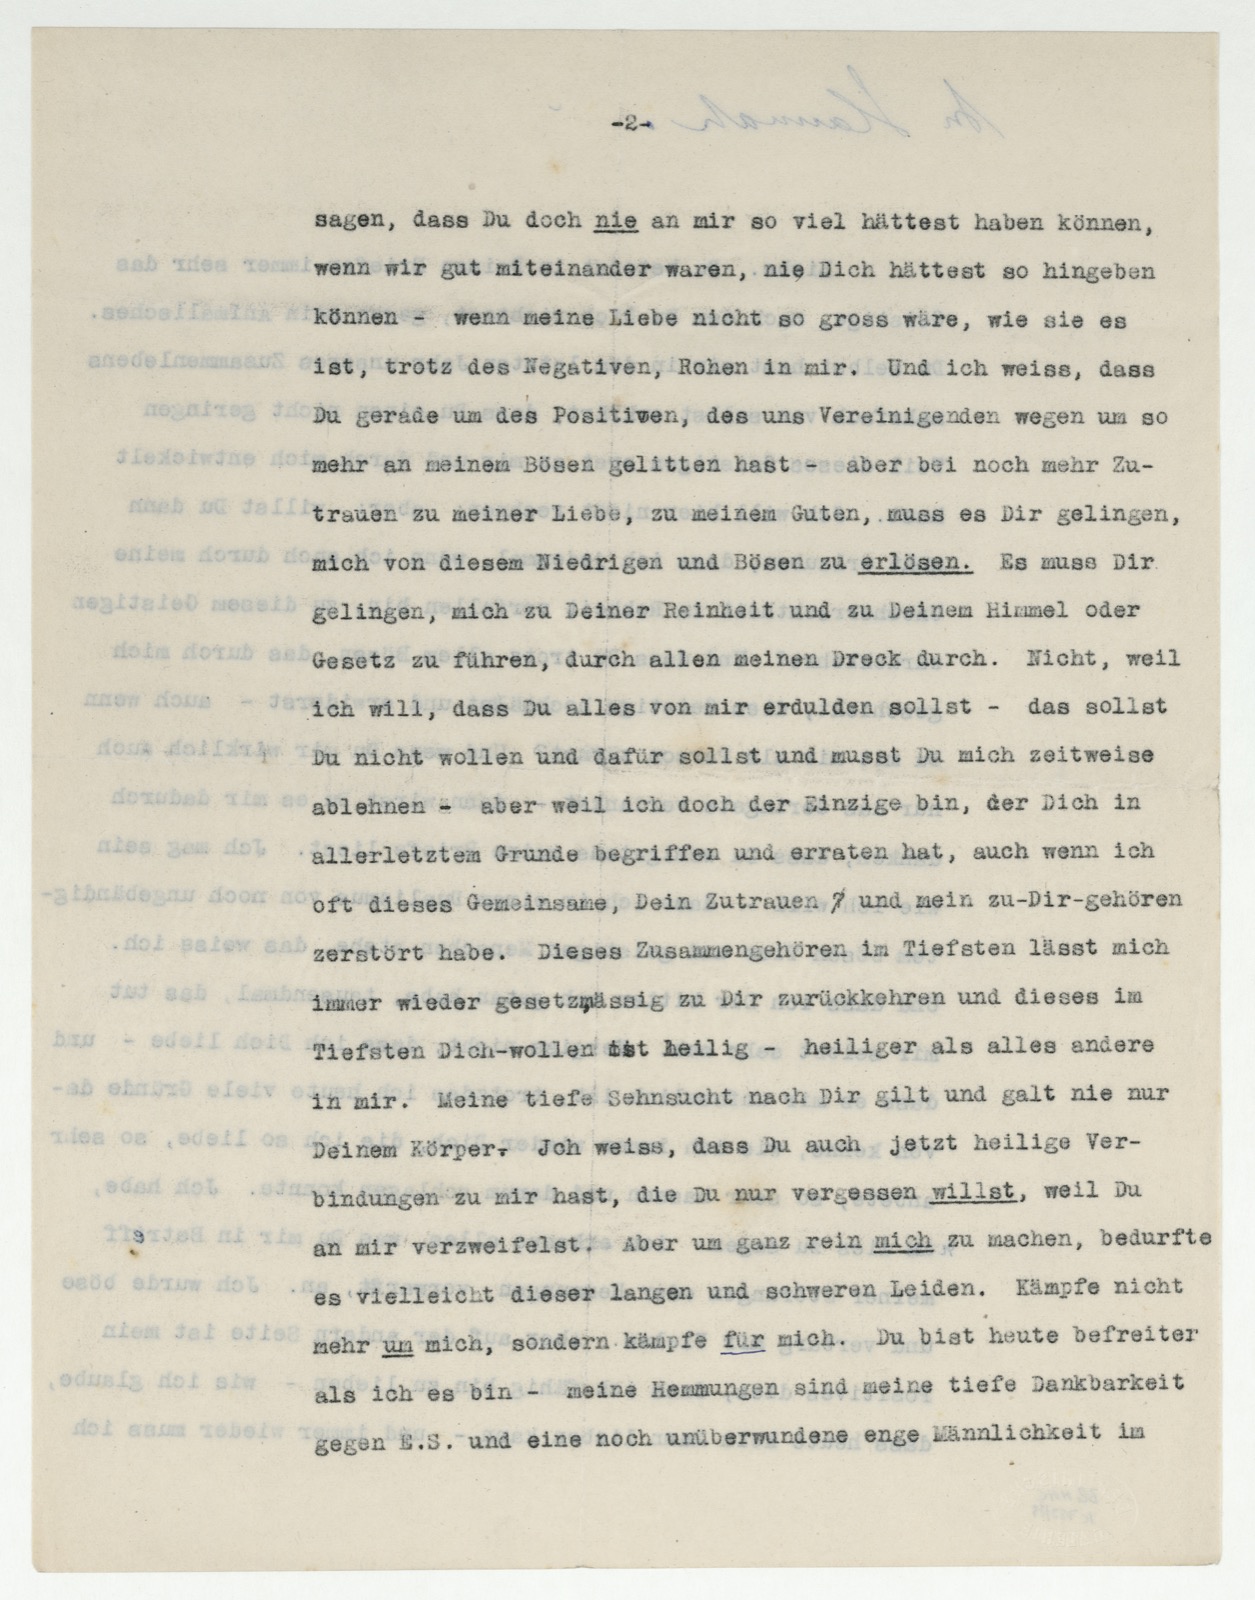 -2-
sagen, dass Du doch nie an mir so viel hättest haben können,
wenn wir gut miteinander waren, nie Dich hättest so hingeben
können - wenn meine Liebe nicht so gross wäre, wie sie es
ist, trotz des Negativen, Rohen in mir. Und ich weiss, dass
Du gerade um des Positiven, des uns Vereinigenden wegen um so
mehr an meinem Bösen gelitten hast - aber bei noch mehr Zu-
trauen zu meiner Liebe, zu meinem Guten, muss es Dir gelingen,
mich von diesem Niedrigen und Bösen zu erlösen. Es muss Dir
gelingen, mich zu Deiner Reinheit und zu Deinem Himmel oder
Gesetz zu führen, durch allen meinen Dreck durch. Nicht, weil
ich will, dass Du alles von mir erdulden sollst - das sollst
Du nicht wollen und dafür sollst und musst Du mich zeitweise
ablehnen - aber weil ich doch der Einzige bin, der Dich in
allerletztem Grunde begriffen und erraten hat, auch wenn ich
oft dieses Gemeinsame, Dein Zutrauen und mein zu-Dir-gehören
zerstört habe. Dieses Zusammengehören im Tiefsten lässt mich
immer wieder gesetzmässig zu Dir zurückkehren und dieses im
Tiefsten Dich-wollen ist heilig - heiliger als alles andere
in mir. Meine tiefe Sehnsucht nach Dir gilt und galt nie nur
Deinem Körper. Jch weiss, dass Du auch jetzt heilige Ver-
bindungen zu mir hast, die Du nur vergessen willst, weil Du
an mir verzweifelst. Aber um ganz rein mich zu machen, bedurfte
es vielleicht dieser langen und schweren Leiden. Kämpfe nicht
mehr um mich, sondern kämpfe für mich. Du bist heute befreiter
als ich es bin - meine Hemmungen sind meine tiefe Dankbarkeit
gegen E.S. und eine noch unüberwundene enge Männlichkeit im